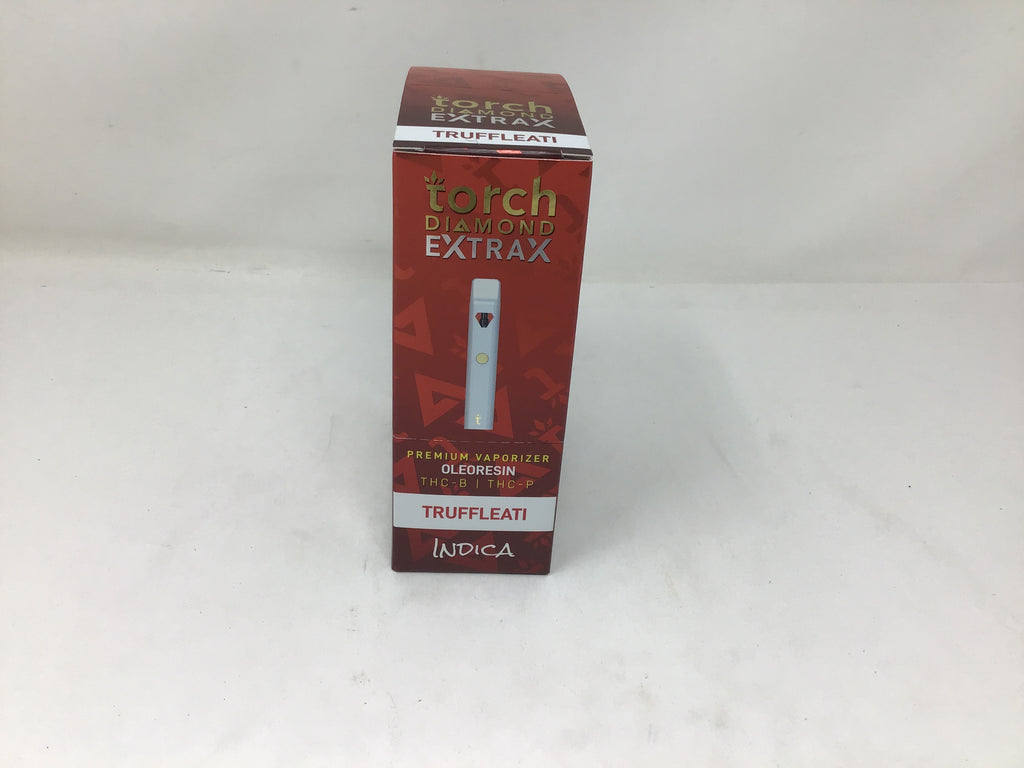 torch
DIAMOND
EXTRAX
TRUFFLEATI
torch
DIAMOND
EXTRAX
t
PREMIUM VAPORIZER
OLEORESIN
THC-B | THC-P
TRUFFLEATI
INDICA